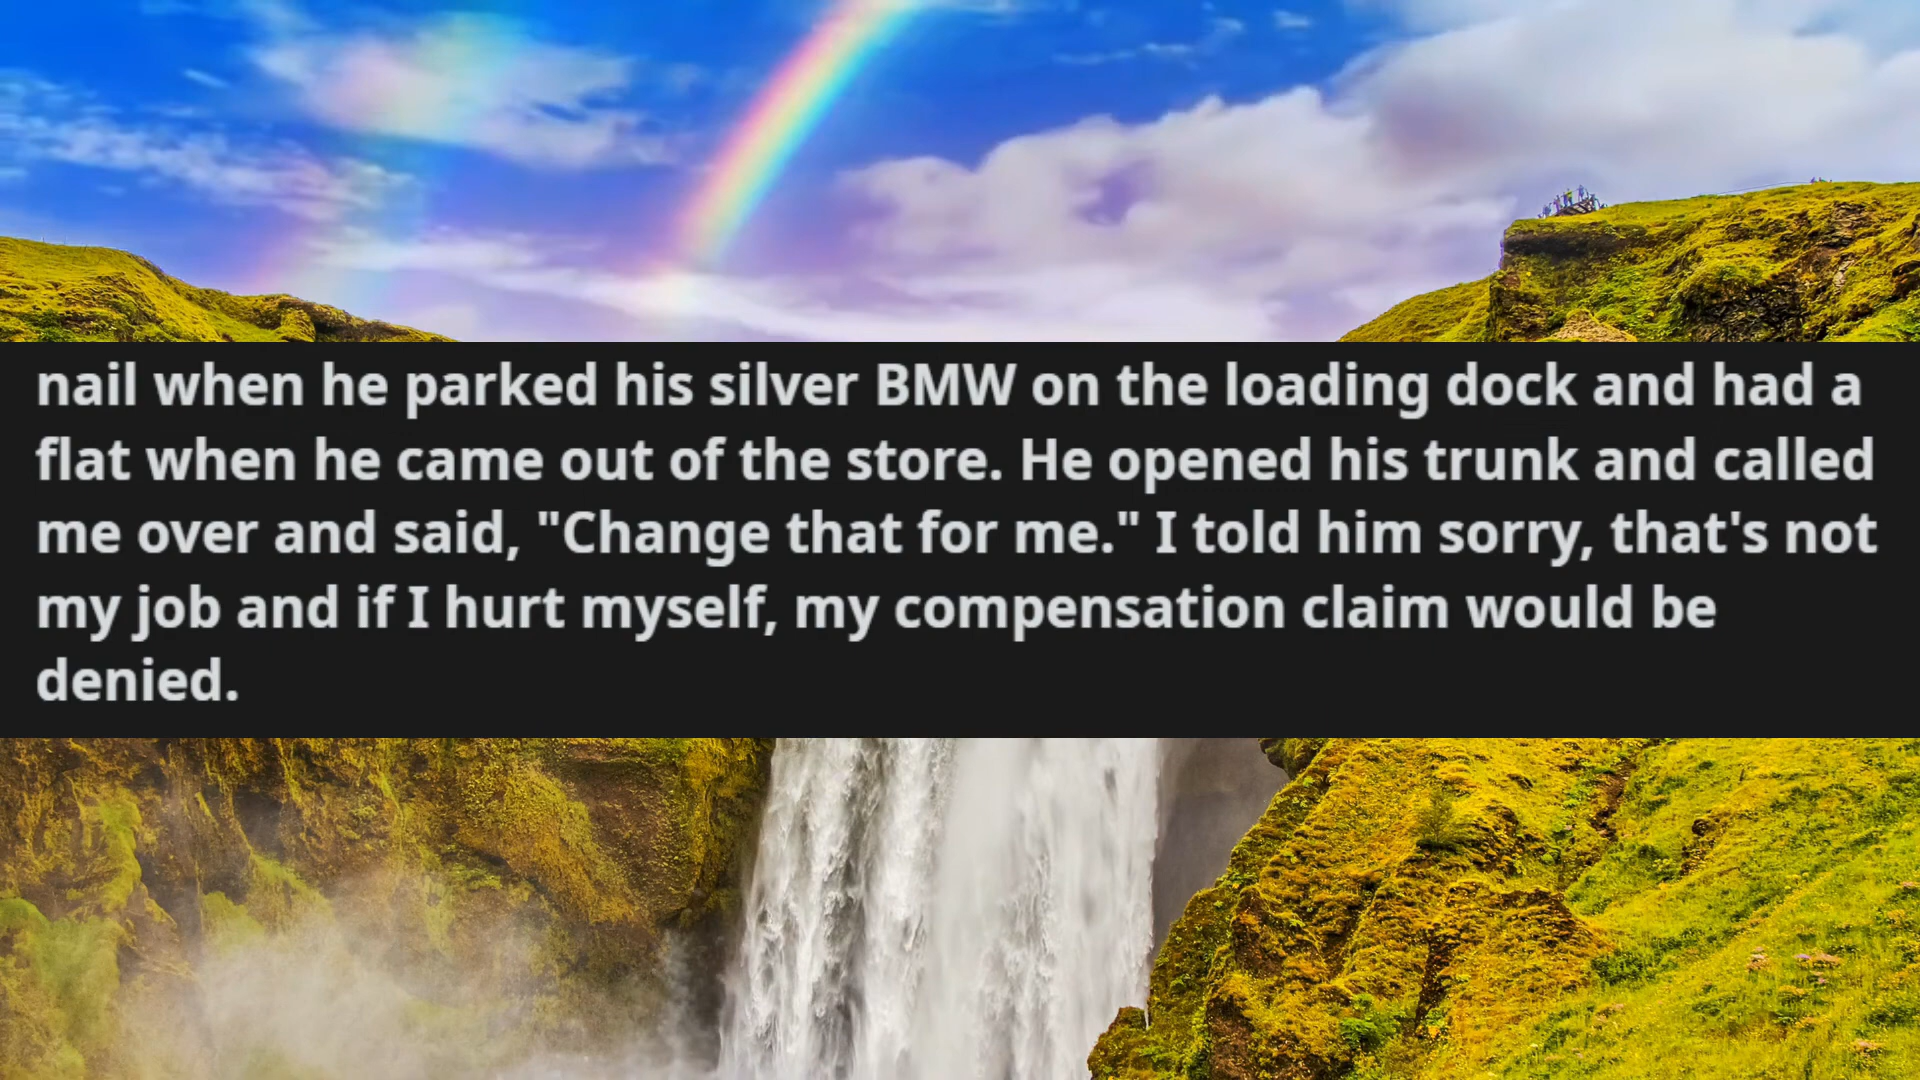 nail when he parked his silver BMW on the loading dock and had a
flat when he came out of the store. He opened his trunk and called
me over and said, "Change that for me." I told him sorry, that's not
my job and if I hurt myself, my compensation claim would be
denied.